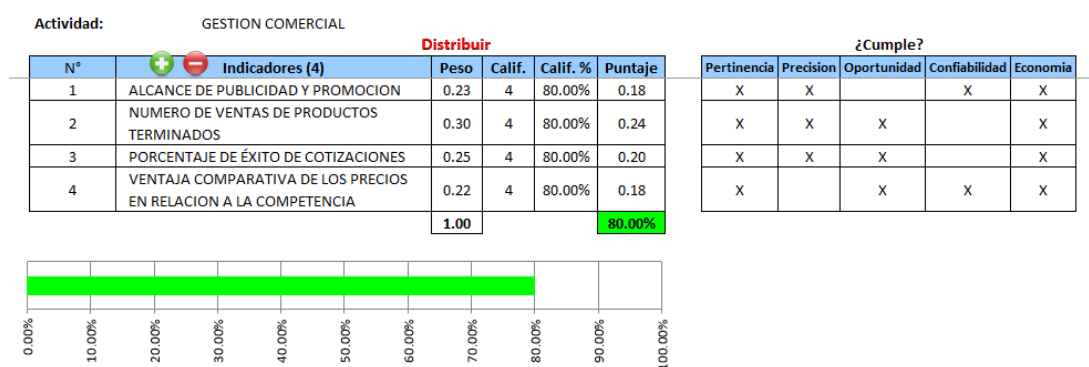 Actividad: GESTION COMERCIAL
Distribuir ¿Cumple?
N° Indicadores (4) Peso Calif. Calif. % Puntaje Pertinencia Precision Oportunidad Confiabilidad Economia
1 ALCANCE DE PUBLICIDAD Y PROMOCION 0.23 4 80.00% 0.18 X X X X
2 NUMERO DE VENTAS DE PRODUCTOS TERMINADOS 0.30 4 80.00% 0.24 X X X X
3 PORCENTAJE DE ÉXITO DE COTIZACIONES 0.25 4 80.00% 0.20 X X X X
4 VENTAJA COMPARATIVA DE LOS PRECIOS EN RELACION A LA COMPETENCIA 0.22 4 80.00% 0.18 X X X X
1.00 80.00%
0.00% 10.00% 20.00% 30.00% 40.00% 50.00% 60.00% 70.00% 80.00% 90.00% 100.00%